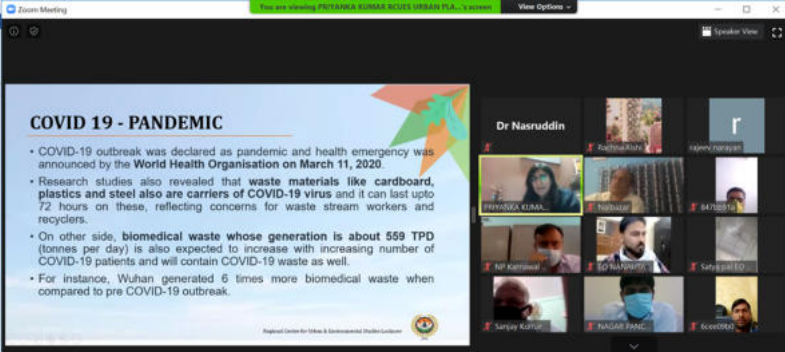 Zoom Meeting
You are viewing PRIYANKA KUMAR RCUES URBAN PLA...'s screen
View Options
Speaker View
COVID 19 - PANDEMIC
• COVID-19 outbreak was declared as pandemic and health emergency was
announced by the World Health Organisation on March 11, 2020.
• Research studies also revealed that waste materials like cardboard,
plastics and steel also are carriers of COVID-19 virus and it can last upto
72 hours on these, reflecting concerns for waste stream workers and
recyclers.
• On other side, biomedical waste whose generation is about 559 TPD
(tonnes per day) is also expected to increase with increasing number of
COVID-19 patients and will contain COVID-19 waste as well.
• For instance, Wuhan generated 6 times more biomedical waste when
compared to pre COVID-19 outbreak.
Regional Centre for Urban & Environmental Studies Lucknow
Dr Nasruddin
r
rajeev narayan
PRIYANKA KUMA...
NP Karnawal
Satya pal EO
Sanjay Kumar
NAGAR PANC...